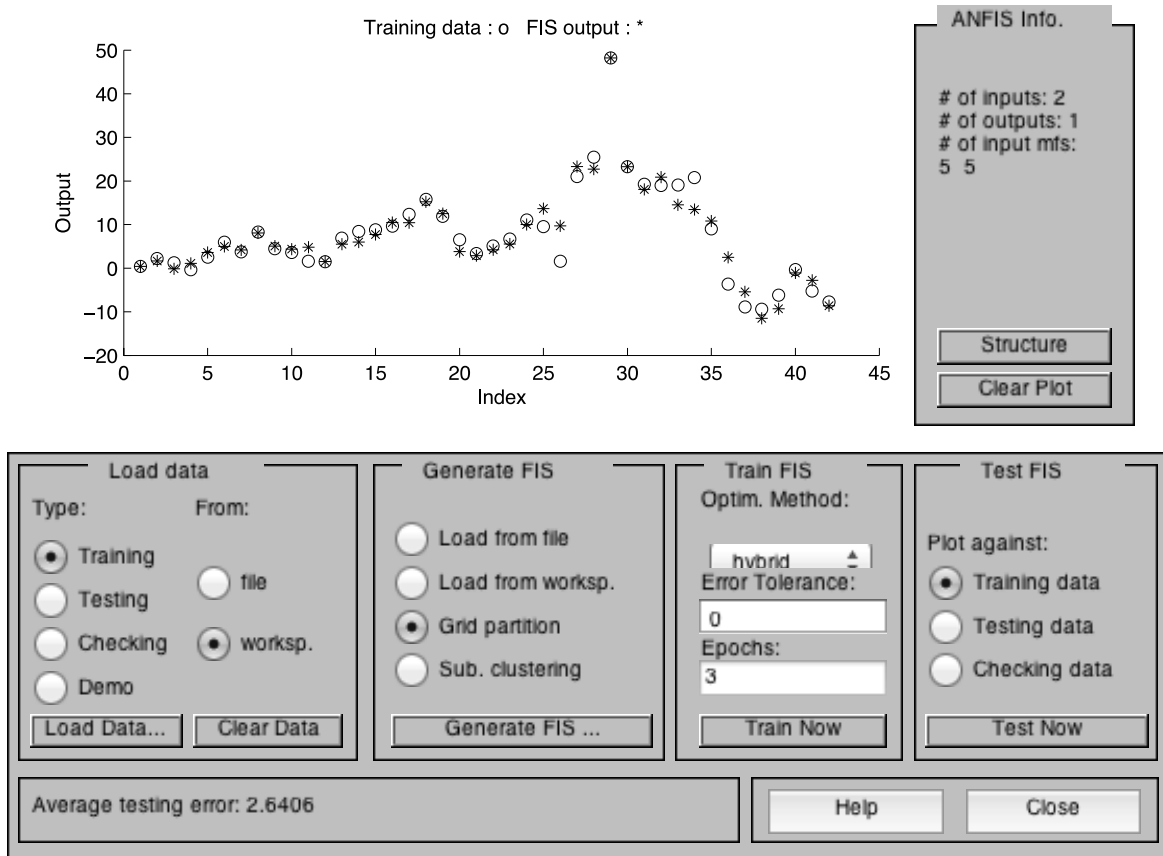 Training data : o FIS output : *
50
40
30
20
10
0
−10
−20
Output
0 5 10 15 20 25 30 35 40 45
Index
ANFIS Info.
# of inputs: 2
# of outputs: 1
# of input mfs:
5 5
Structure
Clear Plot
Load data
Type: From:
Training
Testing
Checking
Demo
file
worksp.
Load Data...
Clear Data
Generate FIS
Load from file
Load from worksp.
Grid partition
Sub. clustering
Generate FIS ...
Train FIS
Optim. Method:
hybrid
Error Tolerance:
0
Epochs:
3
Train Now
Test FIS
Plot against:
Training data
Testing data
Checking data
Test Now
Average testing error: 2.6406
Help
Close